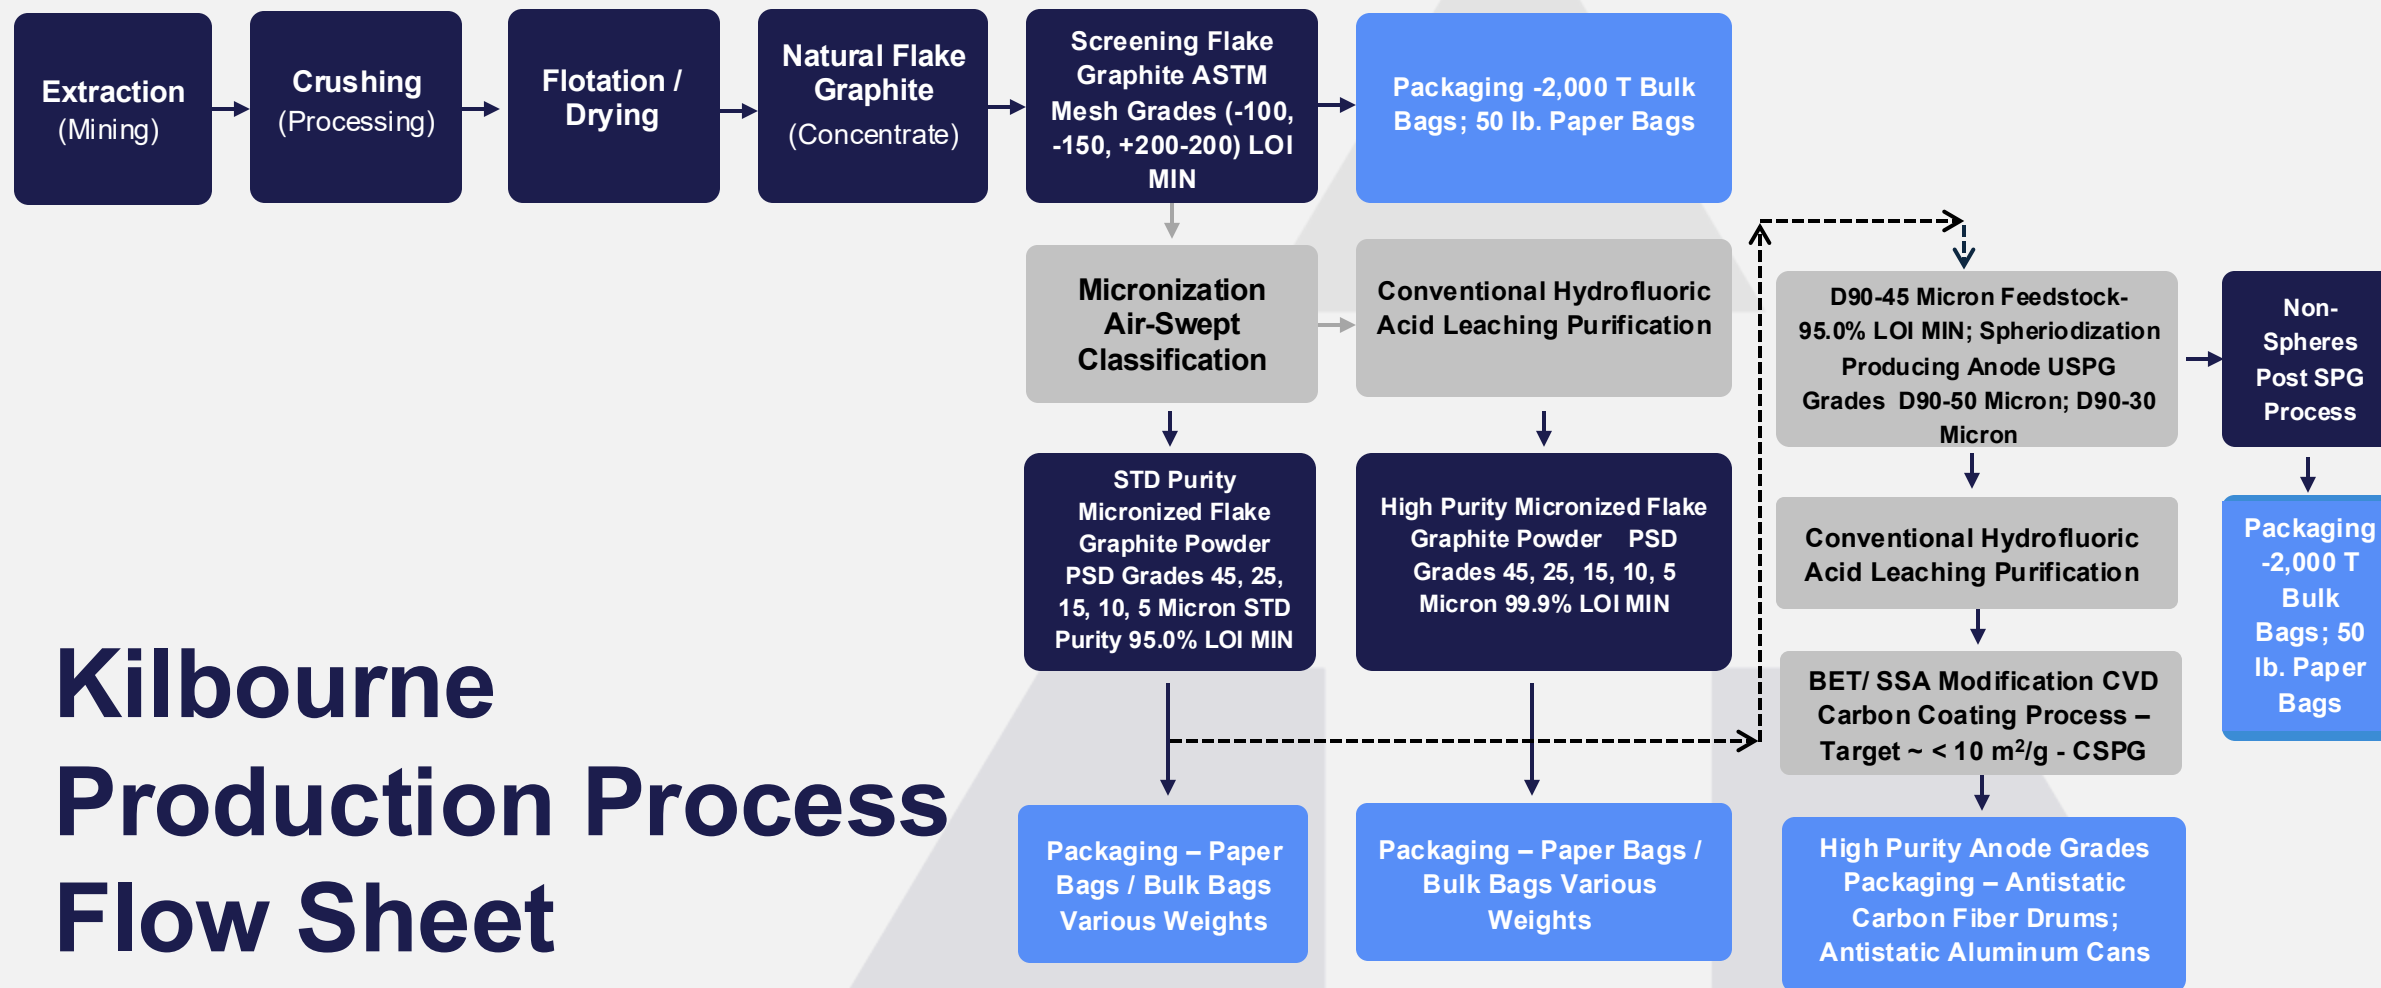 Extraction
(Mining)
Crushing
(Processing)
Flotation /
Drying
Natural Flake
Graphite
(Concentrate)
Screening Flake
Graphite ASTM
Mesh Grades (-100,
-150, +200-200) LOI
MIN
Packaging -2,000 T Bulk
Bags; 50 lb. Paper Bags
Micronization
Air-Swept
Classification
Conventional Hydrofluoric
Acid Leaching Purification
D90-45 Micron Feedstock-
95.0% LOI MIN; Spheriodization
Producing Anode USPG
Grades D90-50 Micron; D90-30
Micron
Non-
Spheres
Post SPG
Process
STD Purity
Micronized Flake
Graphite Powder
PSD Grades 45, 25,
15, 10, 5 Micron STD
Purity 95.0% LOI MIN
High Purity Micronized Flake
Graphite Powder PSD
Grades 45, 25, 15, 10, 5
Micron 99.9% LOI MIN
Conventional Hydrofluoric
Acid Leaching Purification
Packaging
-2,000 T
Bulk
Bags; 50
lb. Paper
Bags
BET/ SSA Modification CVD
Carbon Coating Process –
Target ~ < 10 m²/g - CSPG
Kilbourne
Production Process
Flow Sheet
Packaging – Paper
Bags / Bulk Bags
Various Weights
Packaging – Paper Bags /
Bulk Bags Various
Weights
High Purity Anode Grades
Packaging – Antistatic
Carbon Fiber Drums;
Antistatic Aluminum Cans